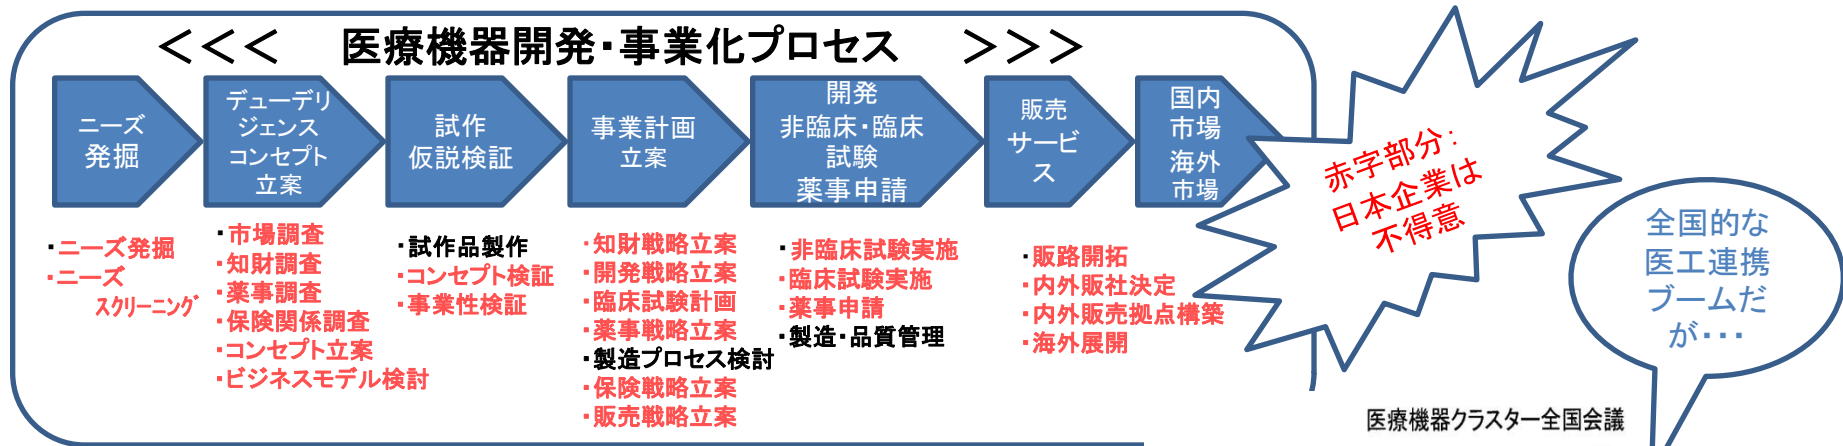 <<< 医療機器開発・事業化プロセス >>>
ニーズ
発掘
デューデリ
ジェンス
コンセプト
立案
試作
仮説検証
事業計画
立案
開発
非臨床・臨床
試験
薬事申請
販売
サービ
ス
国内
市場
海外
市場
・ニーズ発掘
・ニーズ
スクリーニング
・市場調査
・知財調査
・薬事調査
・保険関係調査
・コンセプト立案
・ビジネスモデル検討
・試作品製作
・コンセプト検証
・事業性検証
・知財戦略立案
・開発戦略立案
・臨床試験計画
・薬事戦略立案
・製造プロセス検討
・保険戦略立案
・販売戦略立案
・非臨床試験実施
・臨床試験実施
・薬事申請
・製造・品質管理
・販路開拓
・内外販社決定
・内外販売拠点構築
・海外展開
赤字部分:
日本企業は
不得意
全国的な
医工連携
ブームだ
が・・・
医療機器クラスター全国会議